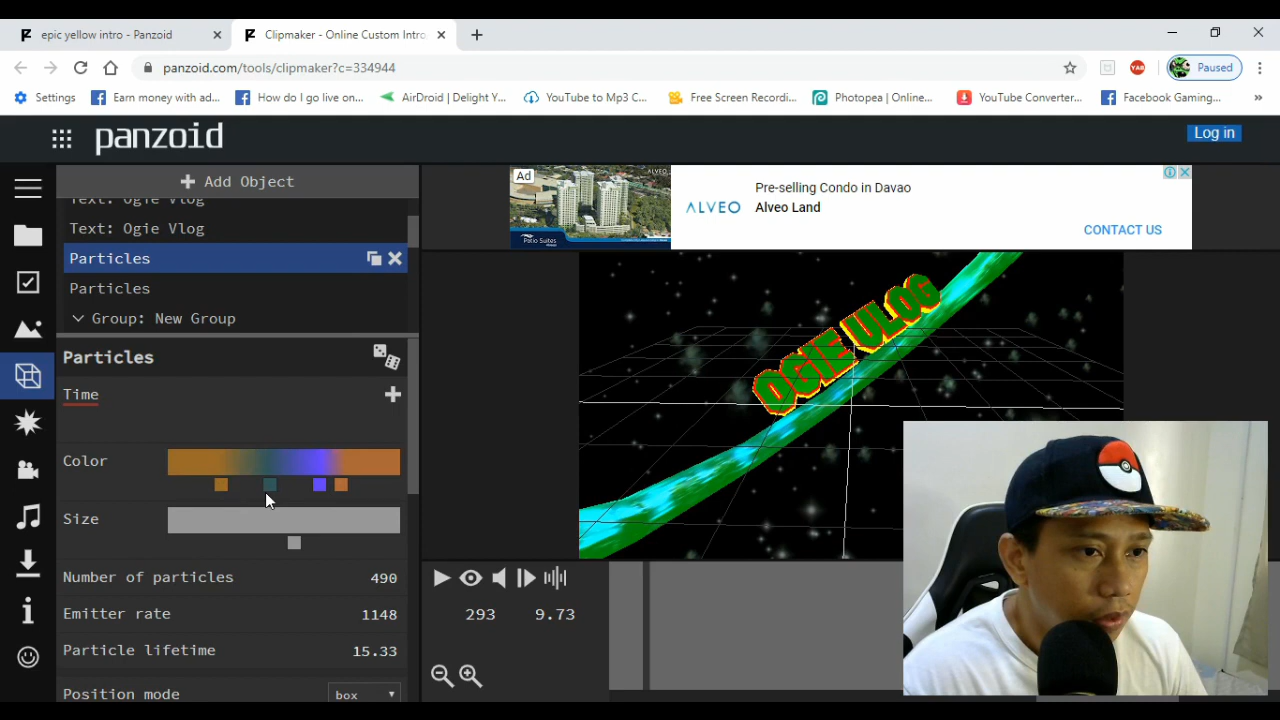 epic yellow intro - Panzoid
Clipmaker - Online Custom Intro
panzoid.com/tools/clipmaker?c=334944
YAB
Paused
Settings
Earn money with ad...
How do I go live on...
AirDroid | Delight Y...
YouTube to Mp3 C...
Free Screen Recordi...
Photopea | Online...
YouTube Converter...
Facebook Gaming...
panzoid
Log in
Add Object
Text: Ogie Vlog
Text: Ogie Vlog
Particles
Particles
Group: New Group
Particles
Time
Color
Size
Number of particles 490
Emitter rate 1148
Particle lifetime 15.33
Position mode box
Ad
ALVEO
Patio Suites
ALVEO
Pre-selling Condo in Davao
Alveo Land
CONTACT US
OGIE VLOG
293 9.73